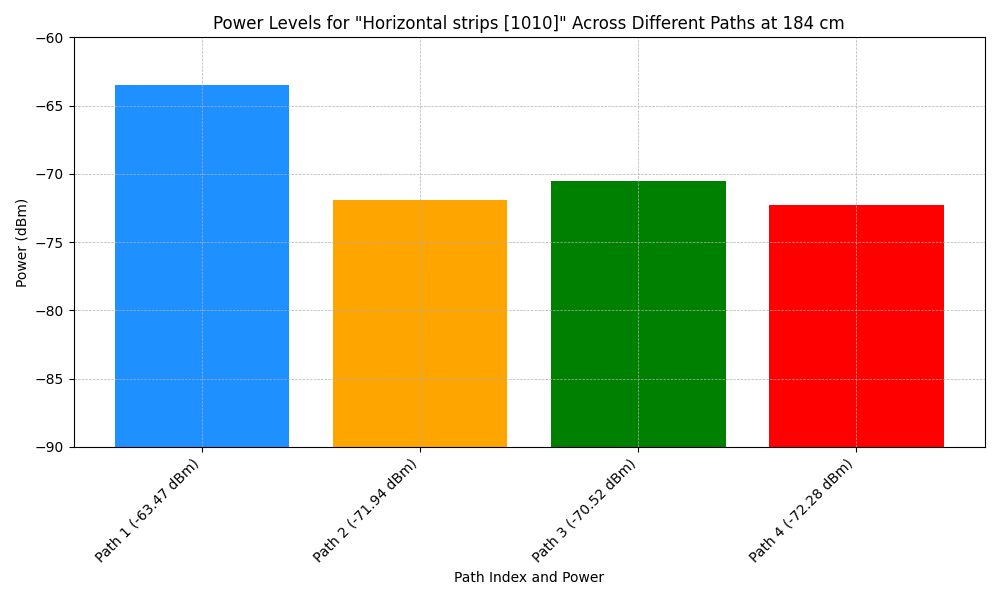 Power Levels for "Horizontal strips [1010]" Across Different Paths at 184 cm
Power (dBm)
−60
−65
−70
−75
−80
−85
−90
Path 1 (-63.47 dBm)
Path 2 (-71.94 dBm)
Path 3 (-70.52 dBm)
Path 4 (-72.28 dBm)
Path Index and Power